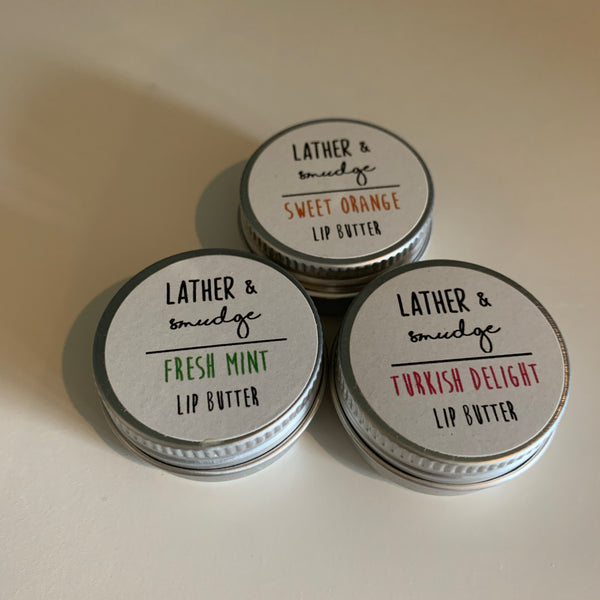 LATHER &
smudge
SWEET ORANGE
LIP BUTTER
LATHER &
smudge
FRESH MINT
LIP BUTTER
LATHER &
smudge
TURKISH DELIGHT
LIP BUTTER